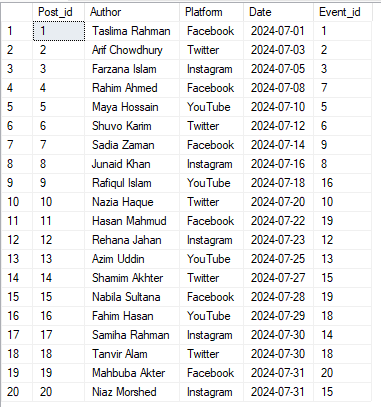 Post_id Author Platform Date Event_id
1 1 Taslima Rahman Facebook 2024-07-01 1
2 2 Arif Chowdhury Twitter 2024-07-03 2
3 3 Farzana Islam Instagram 2024-07-05 3
4 4 Rahim Ahmed Facebook 2024-07-08 7
5 5 Maya Hossain YouTube 2024-07-10 5
6 6 Shuvo Karim Twitter 2024-07-12 6
7 7 Sadia Zaman Facebook 2024-07-14 9
8 8 Junaid Khan Instagram 2024-07-16 8
9 9 Rafiqul Islam YouTube 2024-07-18 16
10 10 Nazia Haque Twitter 2024-07-20 10
11 11 Hasan Mahmud Facebook 2024-07-22 19
12 12 Rehana Jahan Instagram 2024-07-23 12
13 13 Azim Uddin YouTube 2024-07-25 13
14 14 Shamim Akhter Twitter 2024-07-27 15
15 15 Nabila Sultana Facebook 2024-07-28 19
16 16 Fahim Hasan YouTube 2024-07-29 18
17 17 Samiha Rahman Instagram 2024-07-30 14
18 18 Tanvir Alam Twitter 2024-07-30 18
19 19 Mahbuba Akter Facebook 2024-07-31 20
20 20 Niaz Morshed Instagram 2024-07-31 15